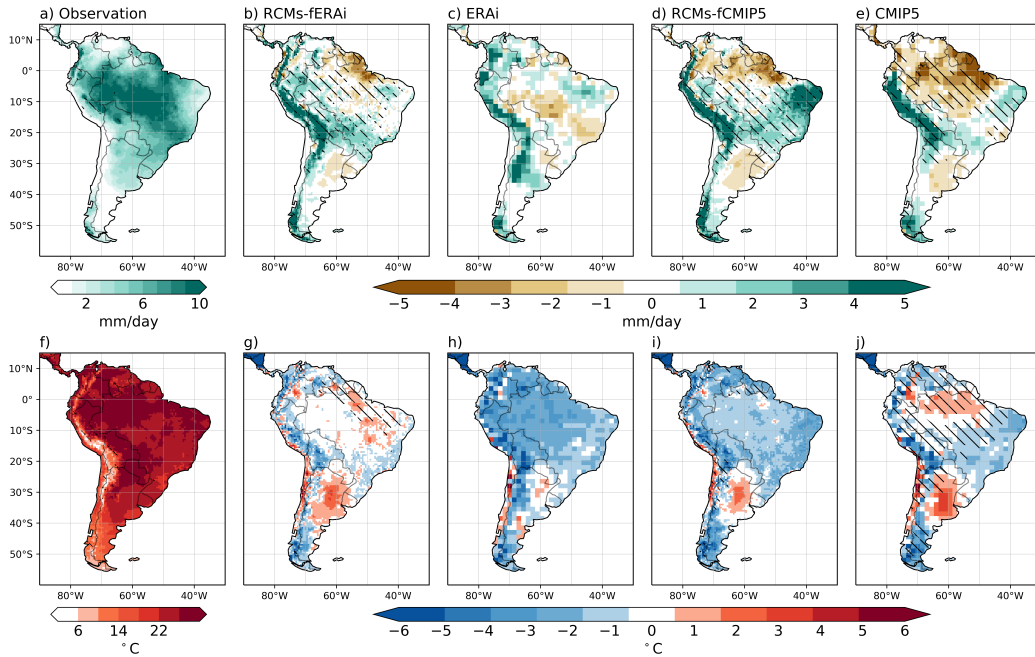 a) Observation b) RCMs-fERAi c) ERAi d) RCMs-fCMIP5 e) CMIP5
10°N
0°
10°S
20°S
30°S
40°S
50°S
80°W 60°W 40°W 80°W 60°W 40°W 80°W 60°W 40°W 80°W 60°W 40°W 80°W 60°W 40°W
2 6 10 −5 −4 −3 −2 −1 0 1 2 3 4 5
mm/day mm/day
f) g) h) i) j)
10°N
0°
10°S
20°S
30°S
40°S
50°S
80°W 60°W 40°W 80°W 60°W 40°W 80°W 60°W 40°W 80°W 60°W 40°W 80°W 60°W 40°W
6 14 22 −6 −5 −4 −3 −2 −1 0 1 2 3 4 5 6
°C °C